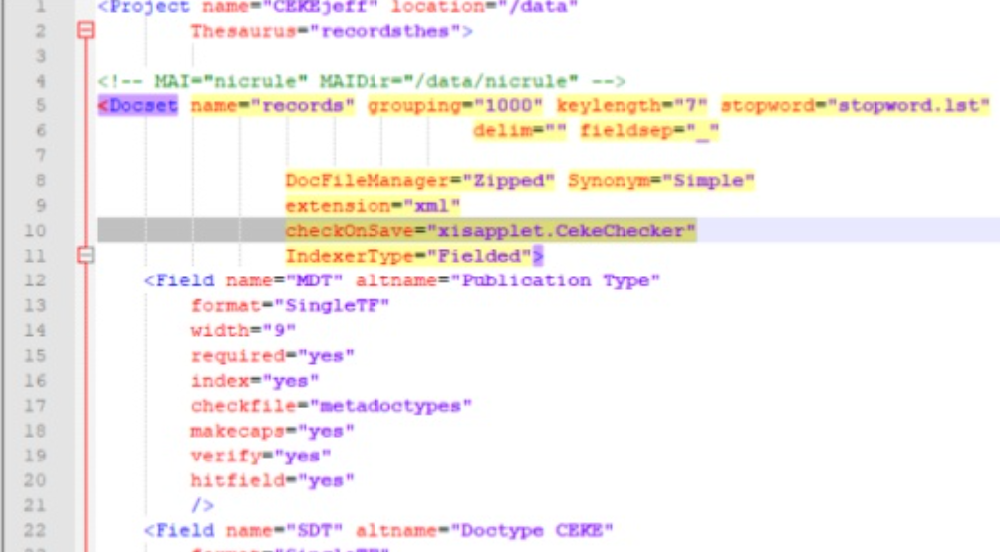 1 <Project name="CEKEjeff" location="/data"
2 Thesaurus="recordsthes">
3
4 <!-- MAI="nicrule" MAIDir="/data/nicrule" -->
5 <Docset name="records" grouping="1000" keylength="7" stopword="stopword.lst"
6 delim="" fieldsep="_"
7
8 DocFileManager="Zipped" Synonym="Simple"
9 extension="xml"
10 checkOnSave="xisapplet.CekeChecker"
11 IndexerType="Fielded">
12 <Field name="MDT" altname="Publication Type"
13 format="SingleTF"
14 width="9"
15 required="yes"
16 index="yes"
17 checkfile="metadoctypes"
18 makecaps="yes"
19 verify="yes"
20 hitfield="yes"
21 />
22 <Field name="SDT" altname="Doctype CEKE"
23 format="SingleTF"